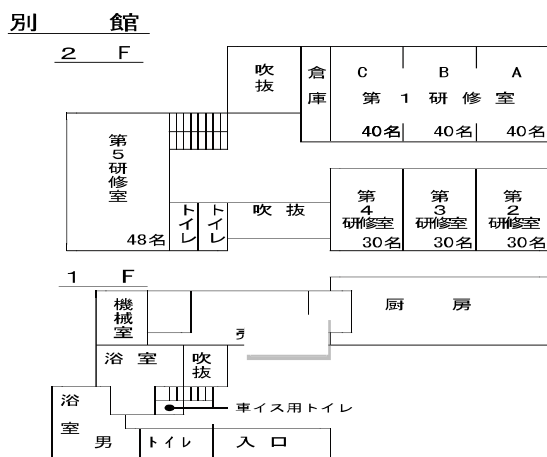 別館
2F
吹抜
倉庫
C B A
第1研修室
40名 40名 40名
第5研修室
48名
トイレ
トイレ
吹抜
第4研修室
30名
第3研修室
30名
第2研修室
30名
1F
機械室
厨房
浴室
吹抜
車イス用トイレ
浴室
男
トイレ
入口